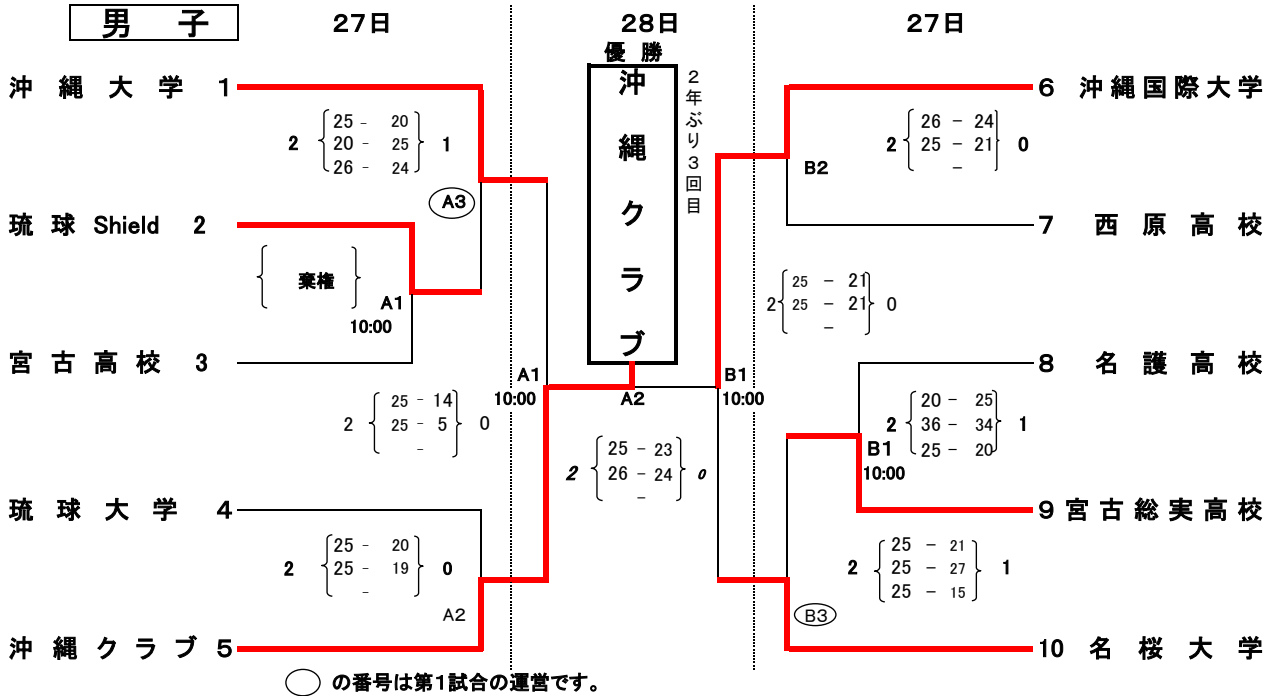 男 子
27日
28日
27日
優 勝
沖縄クラブ
2年ぶり3回目
沖 縄 大 学 1
2 25 - 20 1
20 - 25
26 - 24
A3
琉 球 Shield 2
棄権
A1
10:00
宮 古 高 校 3
A1
10:00
2 25 - 14 0
25 - 5
-
琉 球 大 学 4
2 25 - 20 0
25 - 19
-
A2
沖 縄 ク ラ ブ 5
A2
2 25 - 23 0
26 - 24
-
B1
10:00
6 沖縄国際大学
2 26 - 24 0
25 - 21
-
B2
7 西 原 高 校
2 25 - 21 0
25 - 21
-
8 名 護 高 校
2 20 - 25 1
36 - 34
25 - 20
B1
10:00
9 宮古総実高校
2 25 - 21 1
25 - 27
25 - 15
B3
10 名 桜 大 学
の番号は第1試合の運営です。